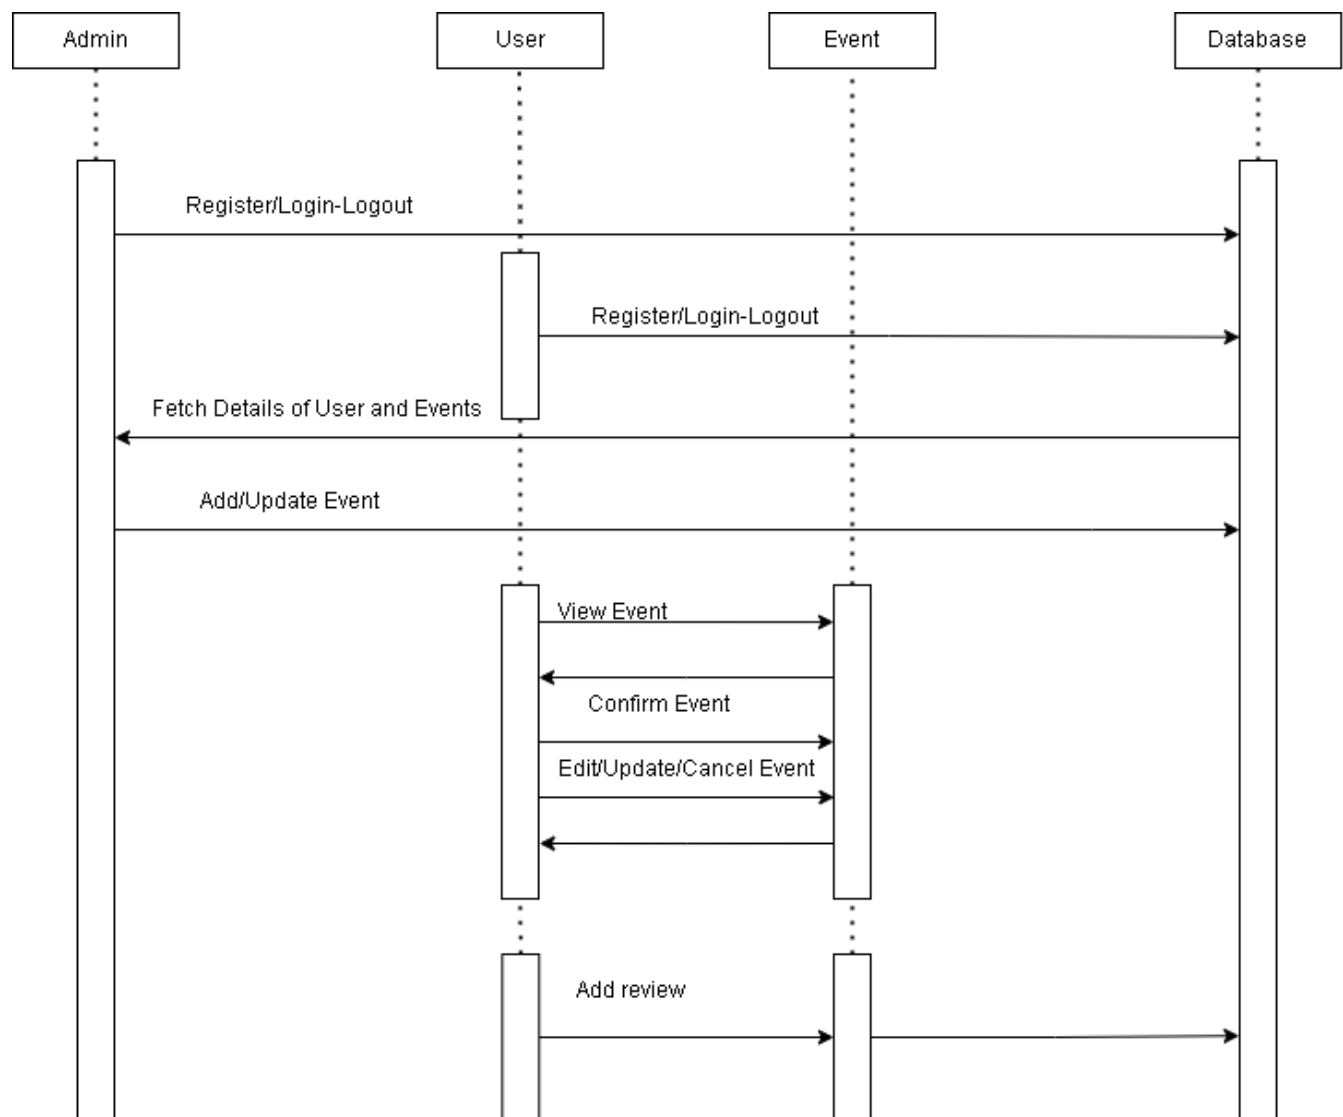 Admin
User
Event
Database
Register/Login-Logout
Register/Login-Logout
Fetch Details of User and Events
Add/Update Event
View Event
Confirm Event
Edit/Update/Cancel Event
Add review